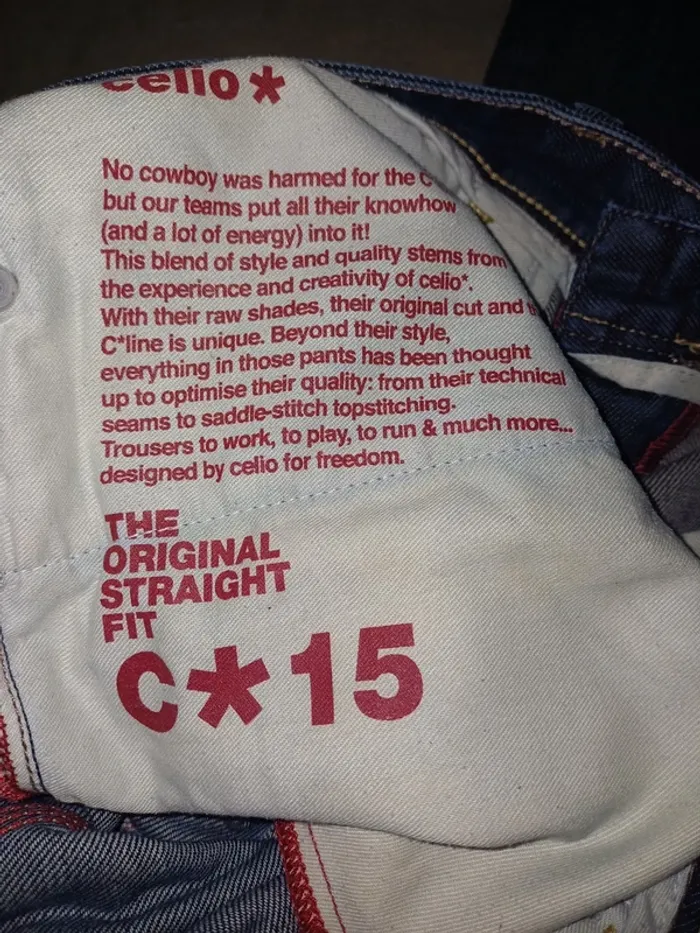 celio*
No cowboy was harmed for the C
but our teams put all their knowhow
(and a lot of energy) into it!
This blend of style and quality stems from
the experience and creativity of celio*.
With their raw shades, their original cut and
C*line is unique. Beyond their style,
everything in those pants has been thought
up to optimise their quality: from their technical
seams to saddle-stitch topstitching.
Trousers to work, to play, to run & much more...
designed by celio for freedom.
THE
ORIGINAL
STRAIGHT
FIT
C*15